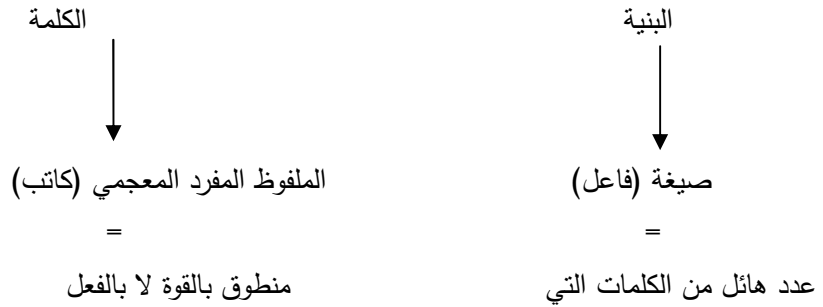 البنية الكلمة
صيغة (فاعل) الملفوظ المفرد المعجمي (كاتب)
= =
عدد هائل من الكلمات التي منطوق بالقوة لا بالفعل